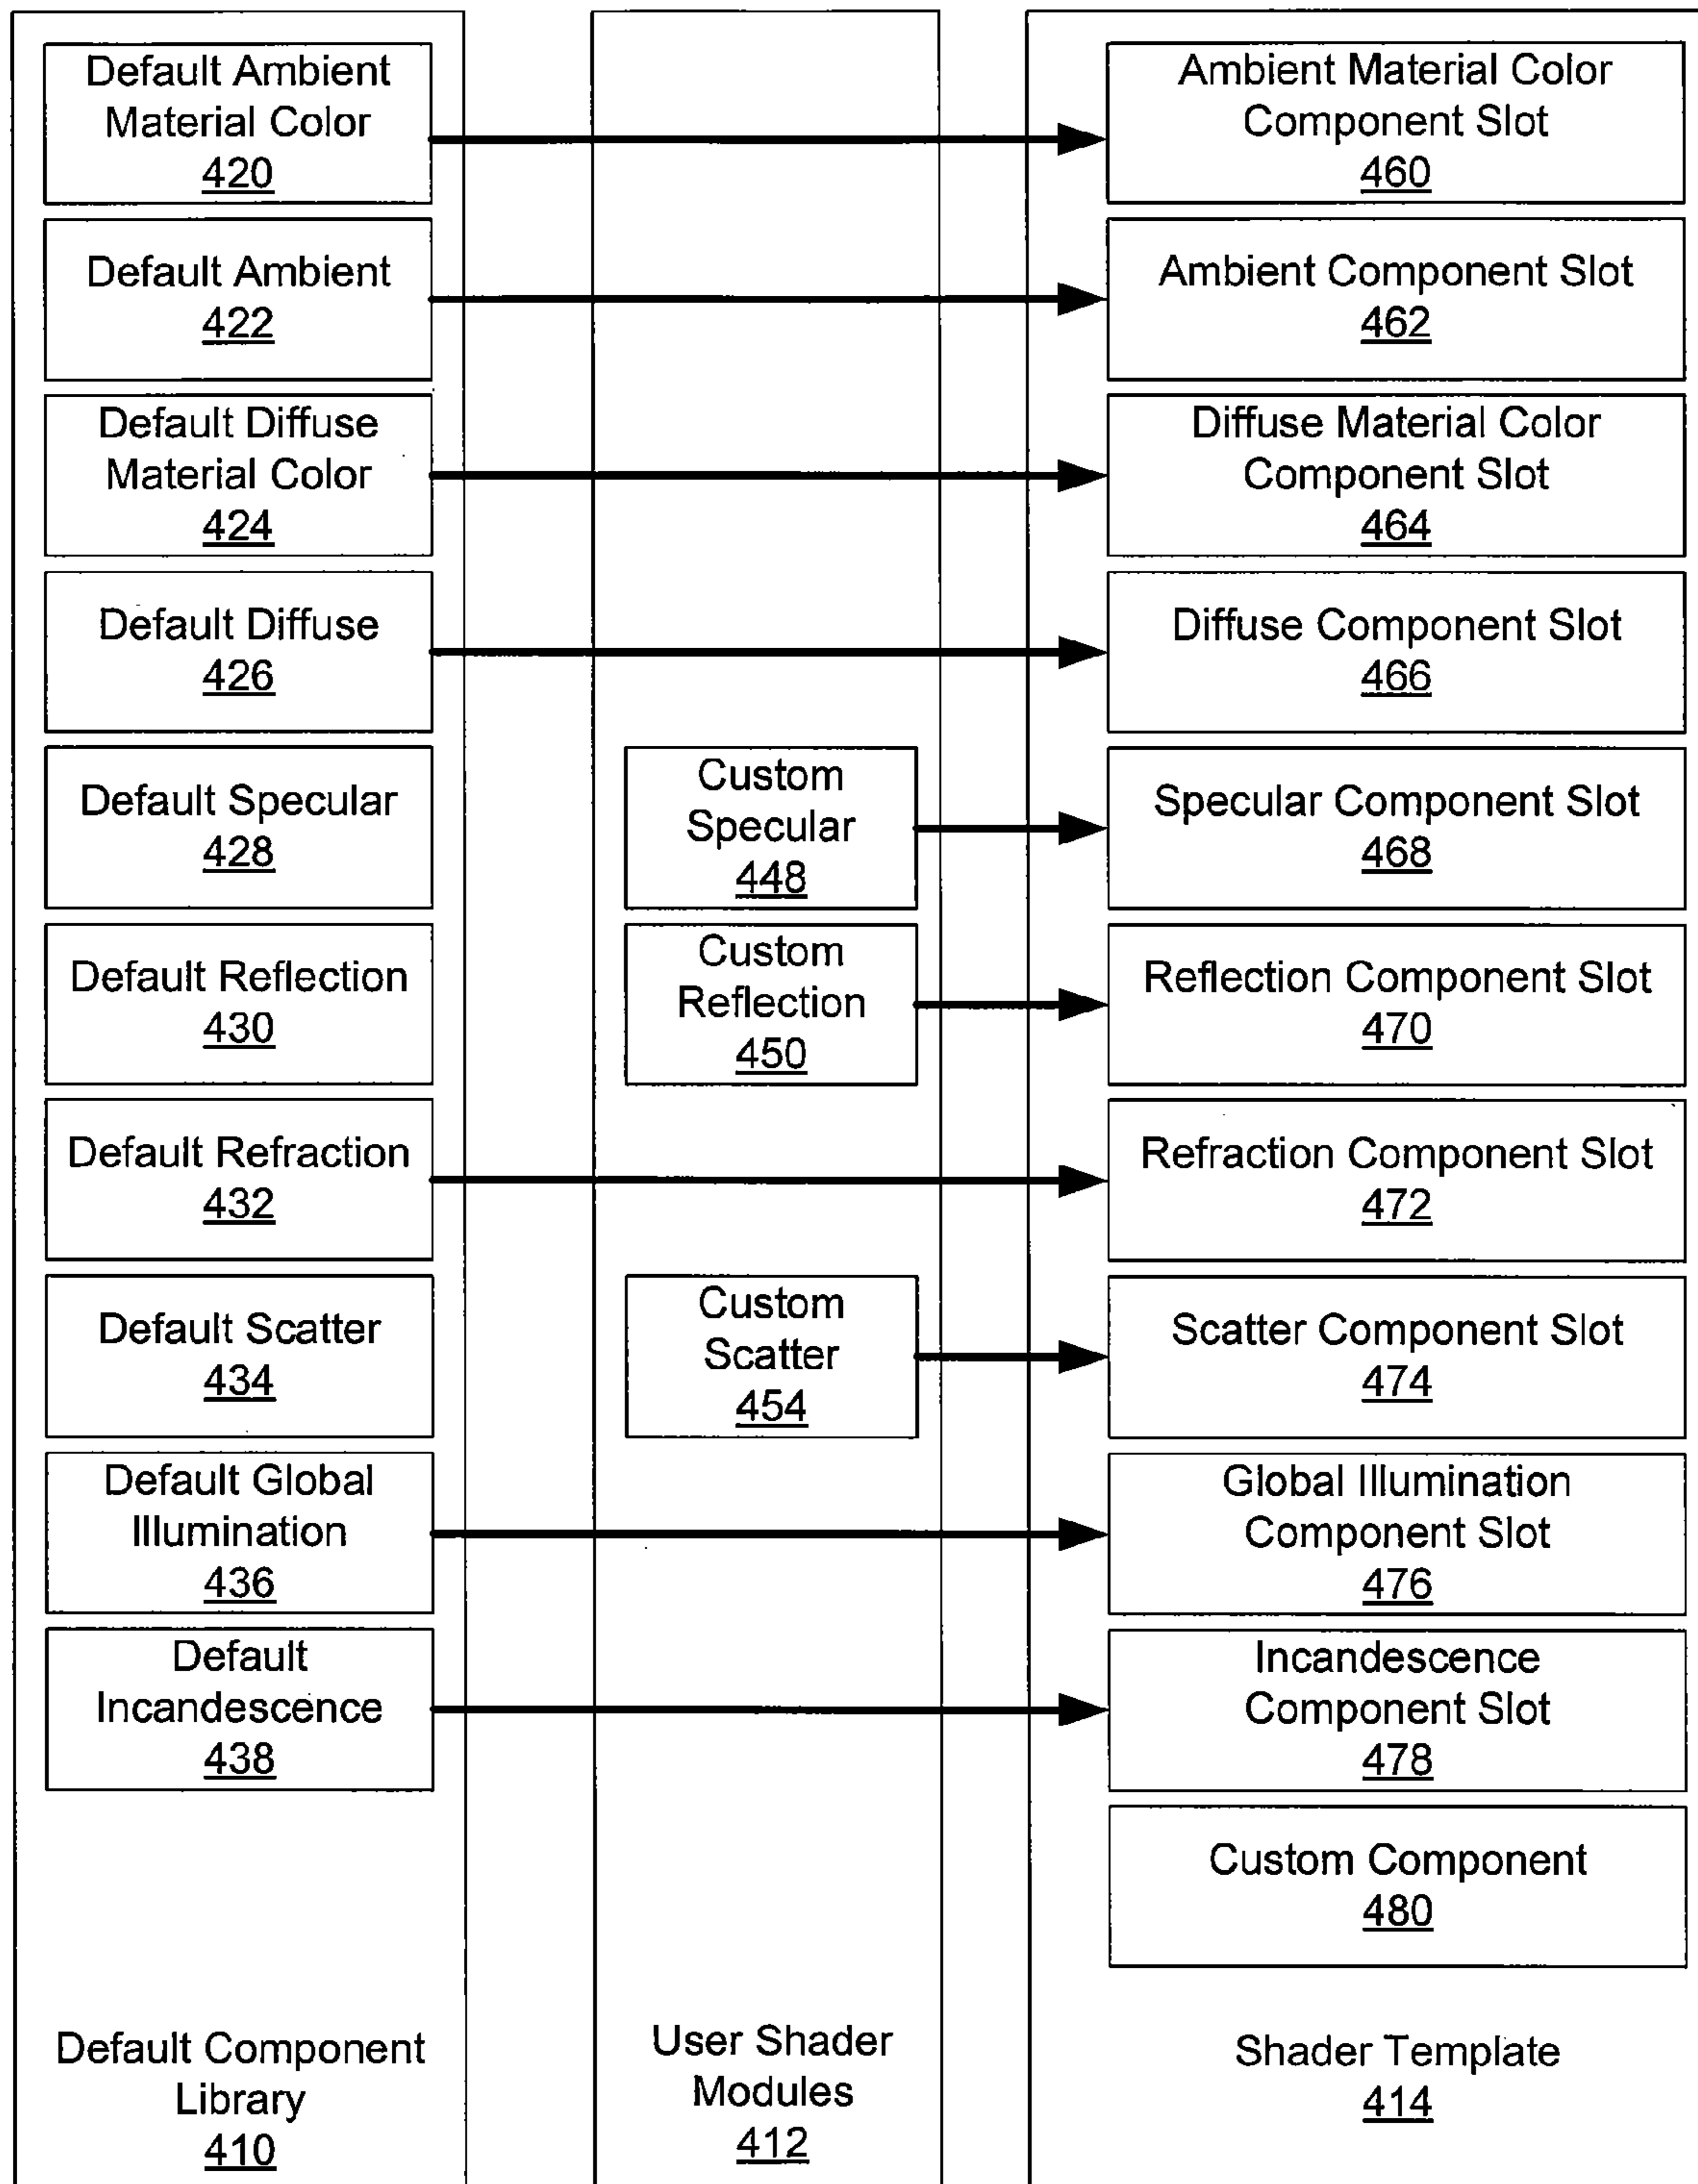 Default Ambient
Material Color
420
Ambient Material Color
Component Slot
460
Default Ambient
422
Ambient Component Slot
462
Default Diffuse
Material Color
424
Diffuse Material Color
Component Slot
464
Default Diffuse
426
Diffuse Component Slot
466
Default Specular
428
Custom
Specular
448
Specular Component Slot
468
Default Reflection
430
Custom
Reflection
450
Reflection Component Slot
470
Default Refraction
432
Refraction Component Slot
472
Default Scatter
434
Custom
Scatter
454
Scatter Component Slot
474
Default Global
Illumination
436
Global Illumination
Component Slot
476
Default
Incandescence
438
Incandescence
Component Slot
478
Custom Component
480
Default Component
Library
410
User Shader
Modules
412
Shader Template
414